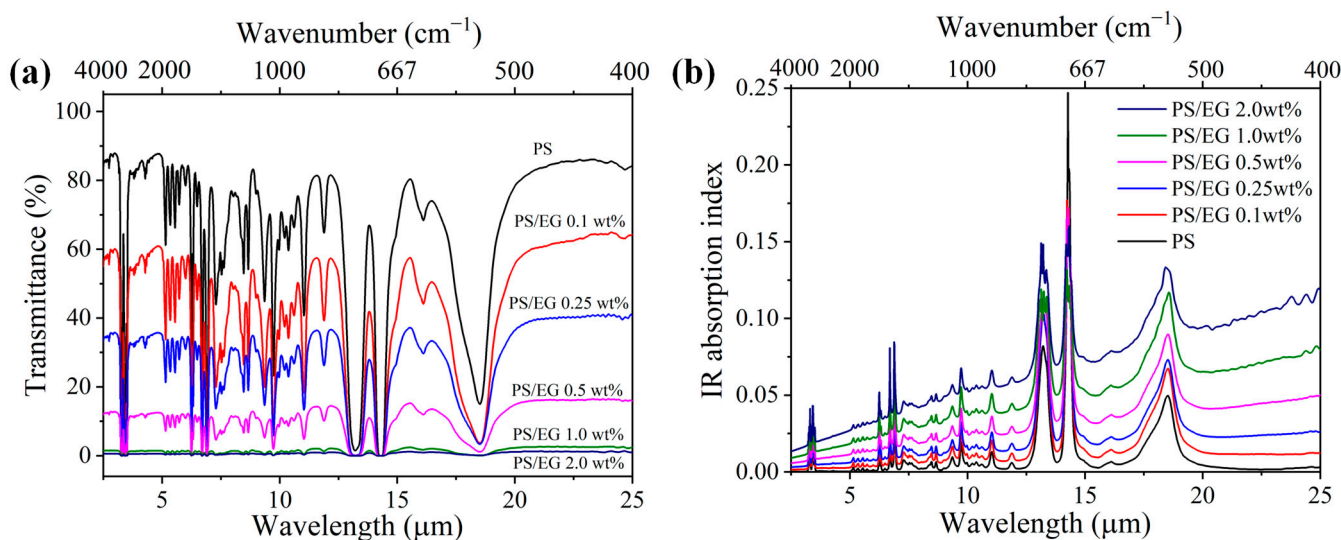 Wavenumber (cm⁻¹)
(a)
4000 2000 1000 667 500 400
Transmittance (%)
100
80
60
40
20
0
PS
PS/EG 0.1 wt%
PS/EG 0.25 wt%
PS/EG 0.5 wt%
PS/EG 1.0 wt%
PS/EG 2.0 wt%
5 10 15 20 25
Wavelength (μm)
Wavenumber (cm⁻¹)
(b)
4000 2000 1000 667 500 400
IR absorption index
0.25
0.20
0.15
0.10
0.05
0.00
PS/EG 2.0wt%
PS/EG 1.0wt%
PS/EG 0.5wt%
PS/EG 0.25wt%
PS/EG 0.1wt%
PS
5 10 15 20 25
Wavelength (μm)